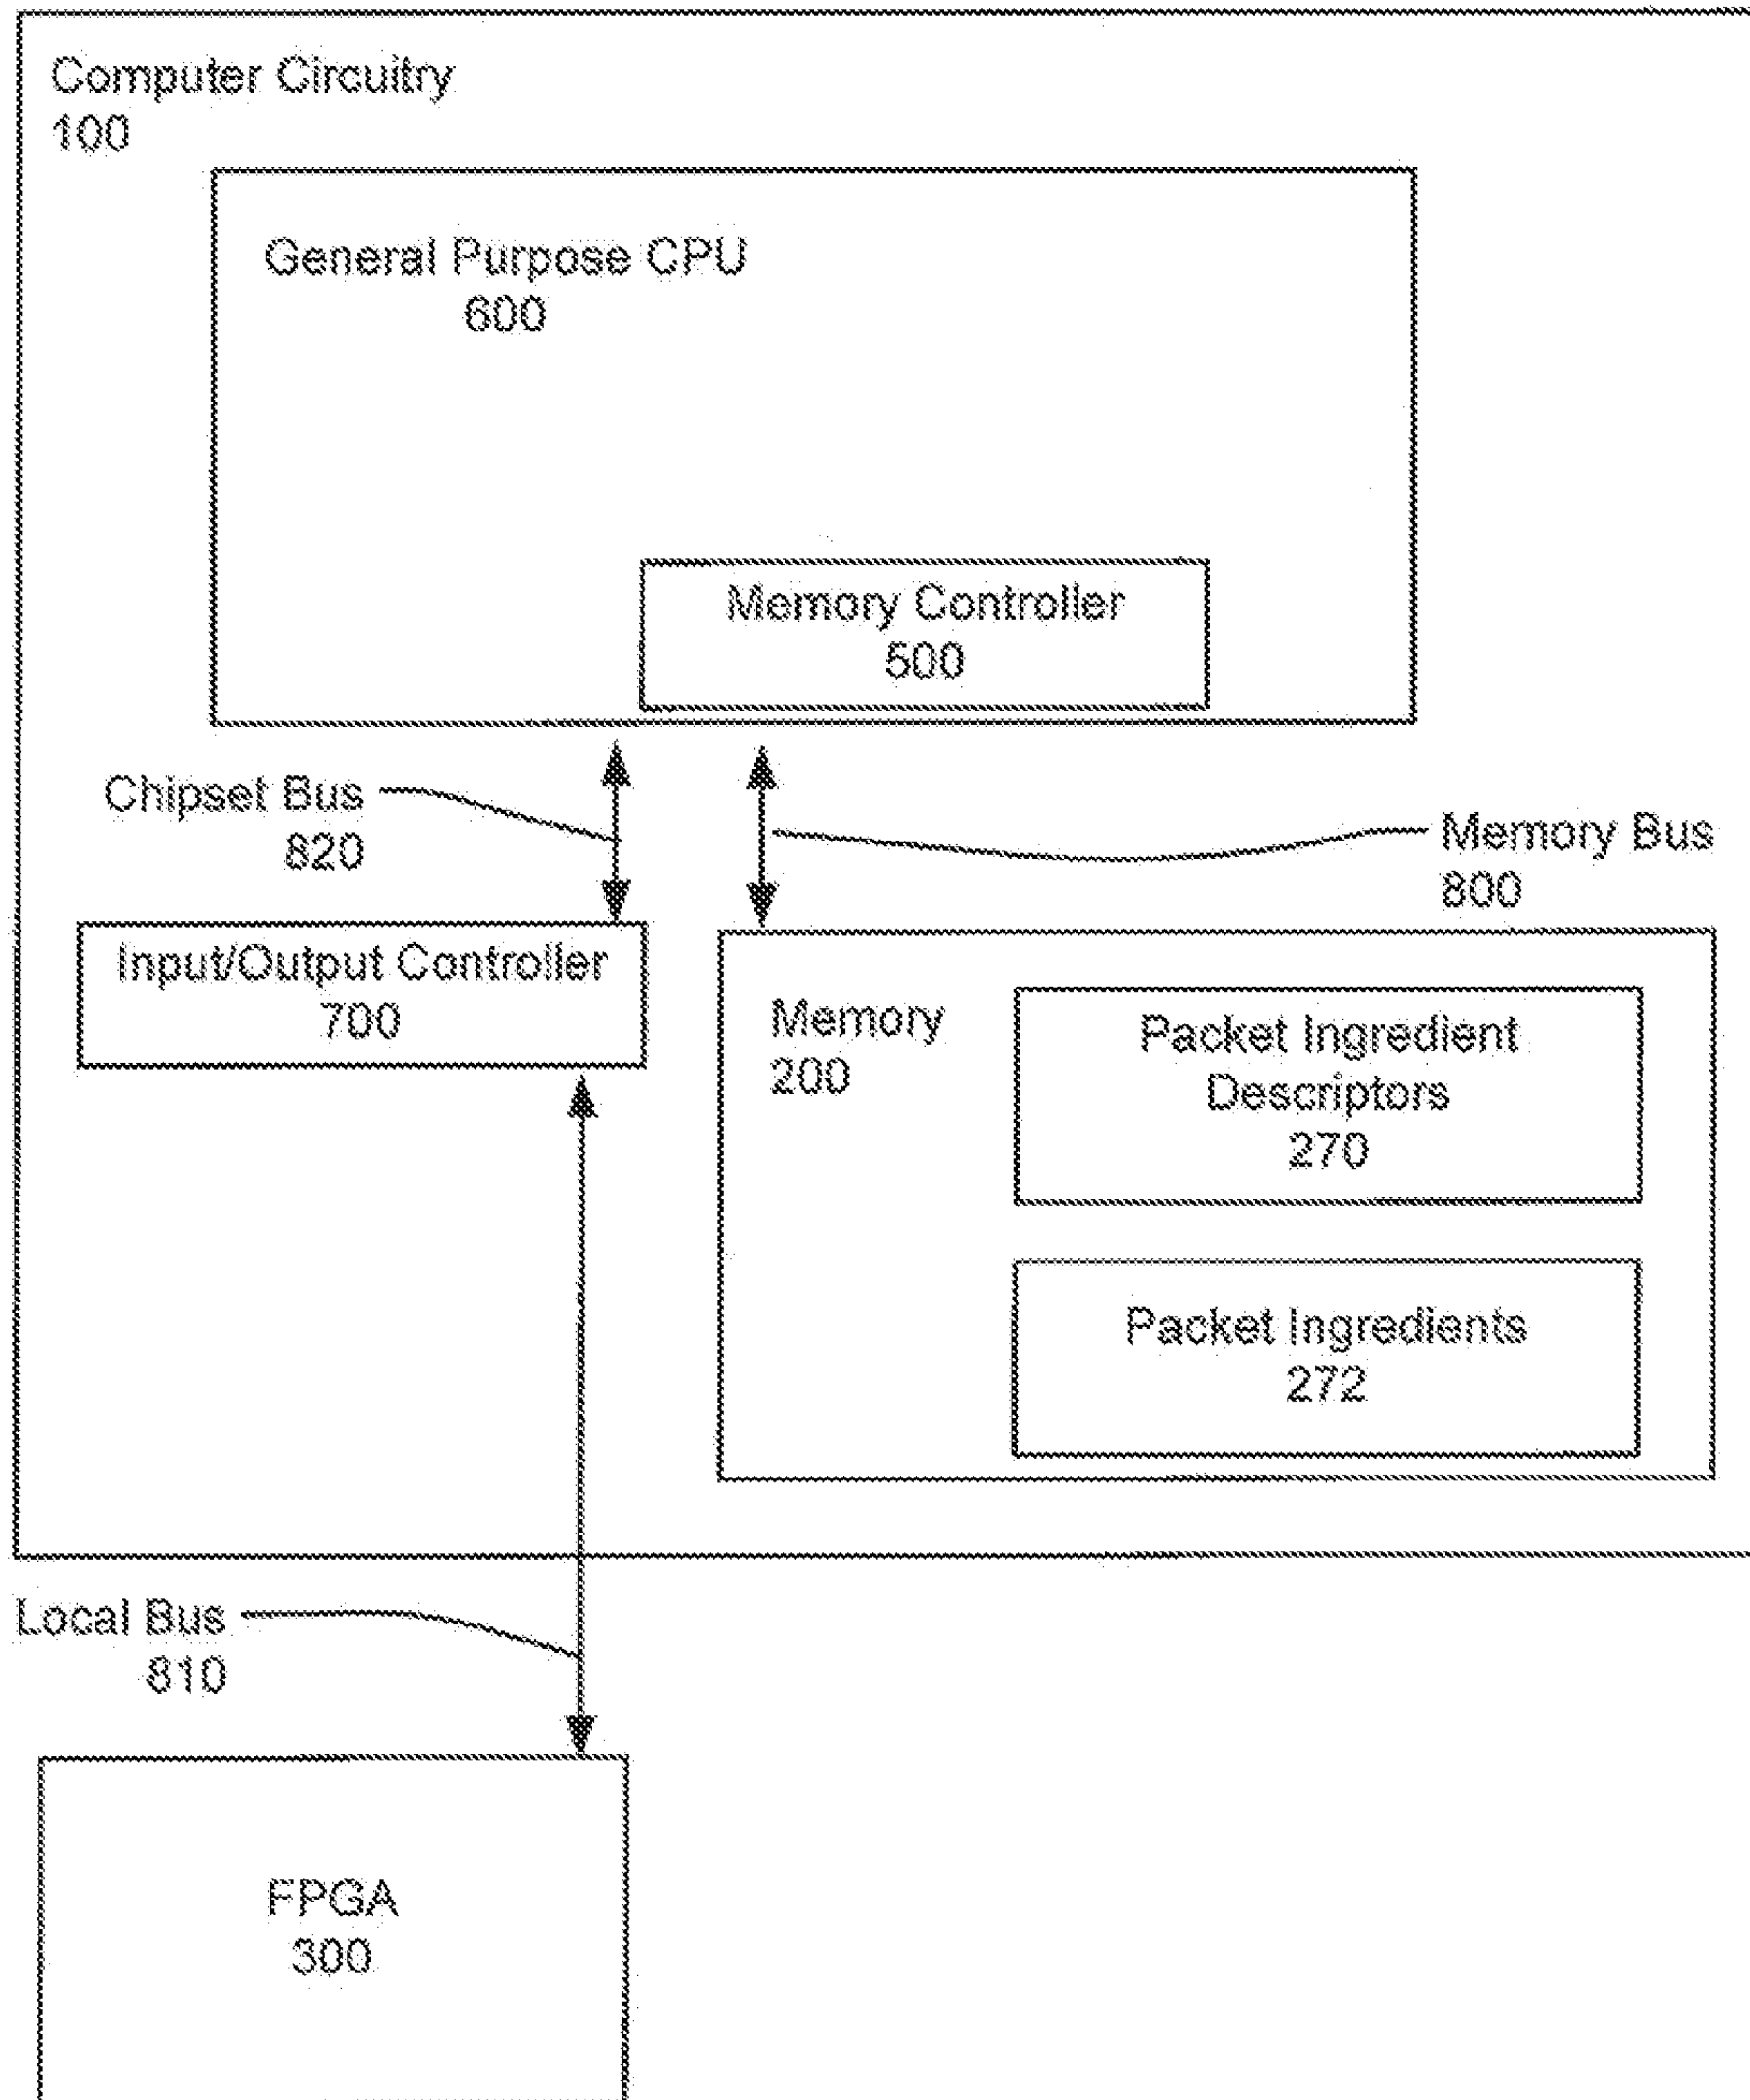 Computer Circuitry
100
General Purpose CPU
600
Memory Controller
500
Chipset Bus
820
Memory Bus
800
Input/Output Controller
700
Memory
200
Packet Ingredient
Descriptors
270
Packet Ingredients
272
Local Bus
810
FPGA
300